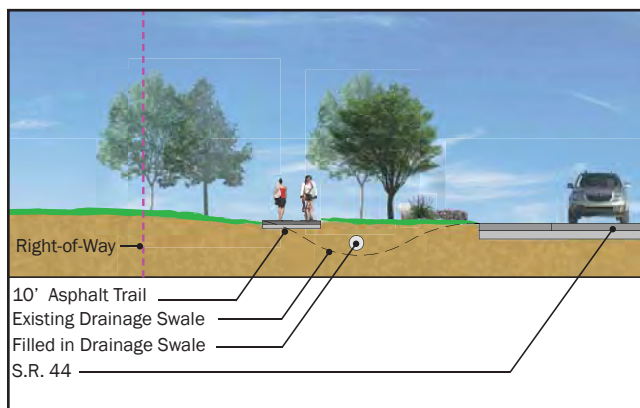 Right-of-Way
10' Asphalt Trail
Existing Drainage Swale
Filled in Drainage Swale
S.R. 44